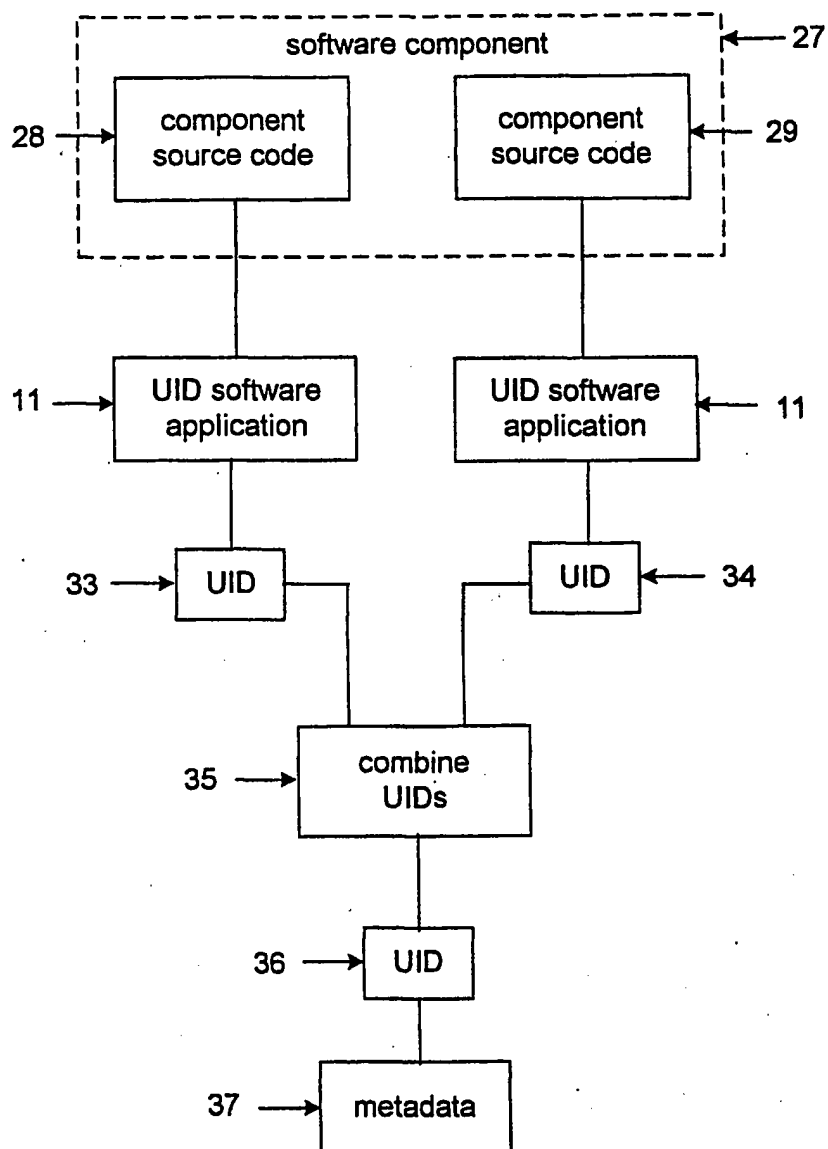 software component
27
28
component
source code
component
source code
29
11
UID software
application
UID software
application
11
33
UID
UID
34
35
combine
UIDs
36
UID
37
metadata